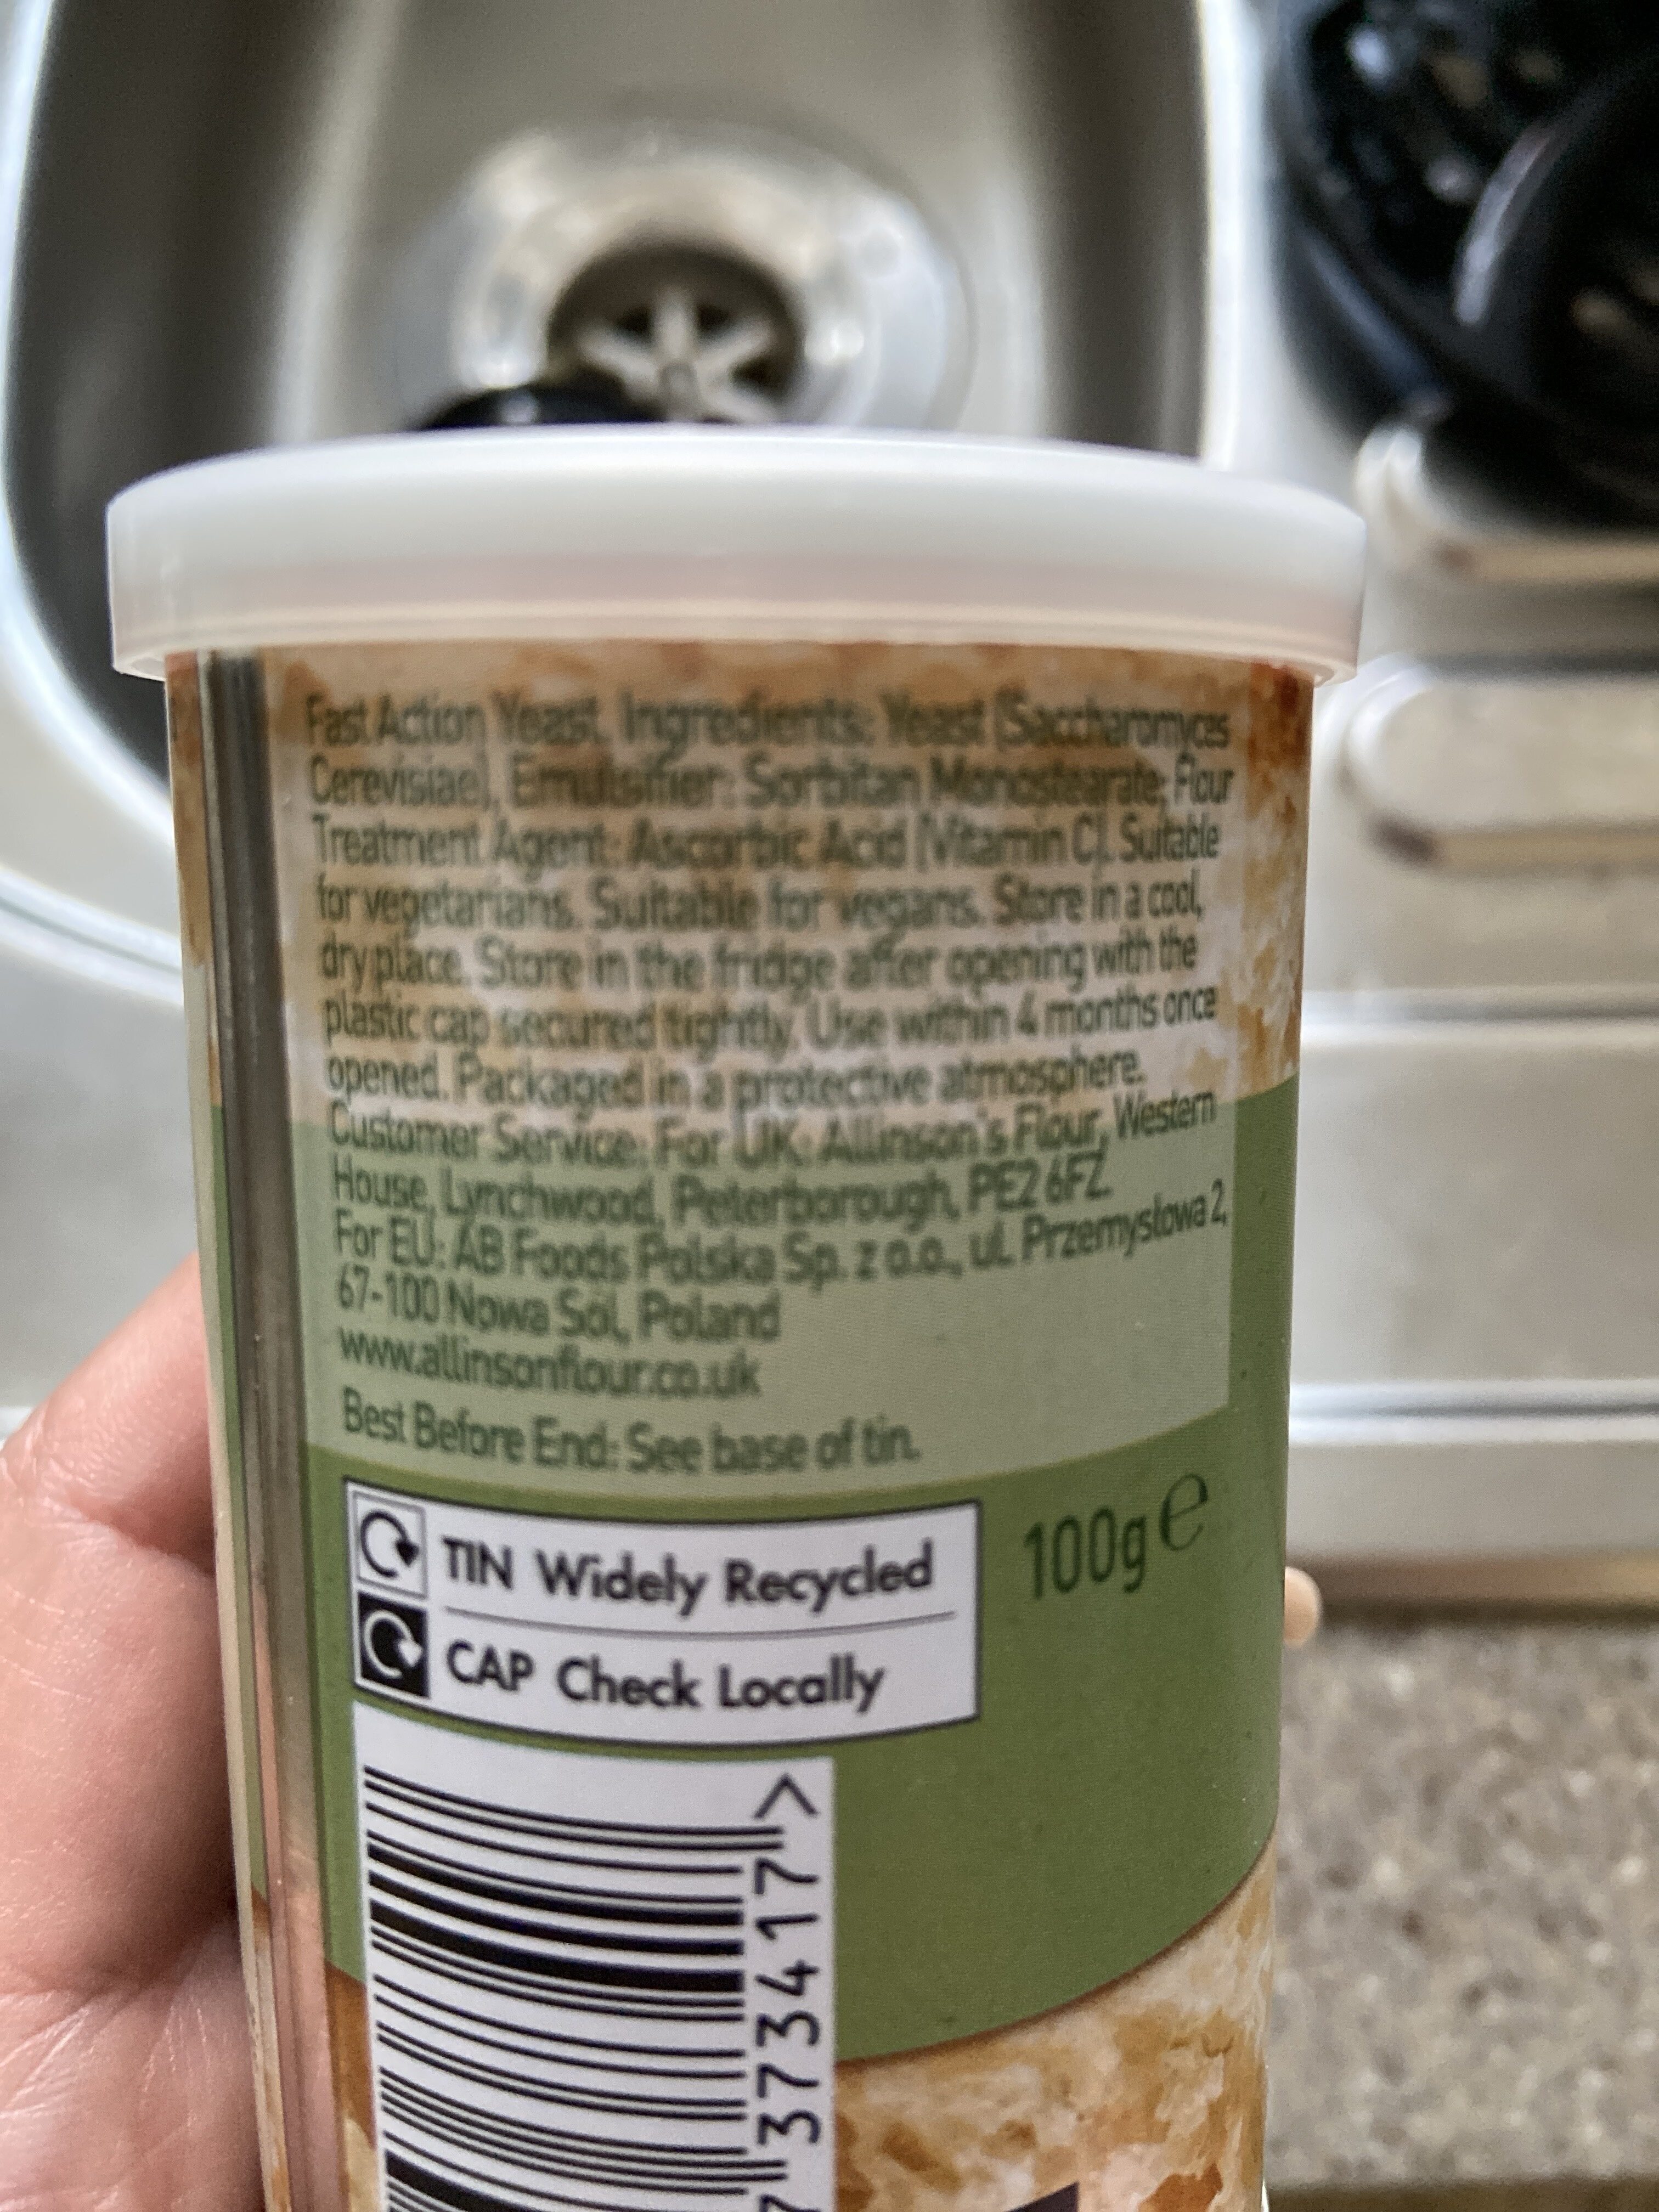 Fast Action Yeast. Ingredients: Yeast (Saccharomyces
Cerevisiae), Emulsifier: Sorbitan Monostearate; Flour
Treatment Agent: Ascorbic Acid (Vitamin C). Suitable
for vegetarians. Suitable for vegans. Store in a cool,
dry place. Store in the fridge after opening with the
plastic cap secured tightly. Use within 4 months once
opened. Packaged in a protective atmosphere.
Customer Service: For UK: Allinson's Flour, Western
House, Lynchwood, Peterborough, PE2 6FZ.
For EU: AB Foods Polska Sp. z o.o., ul. Przemysłowa 2,
67-100 Nowa Sól, Poland
www.allinsonflour.co.uk
Best Before End: See base of tin.
TIN Widely Recycled
CAP Check Locally
100g e
373417>